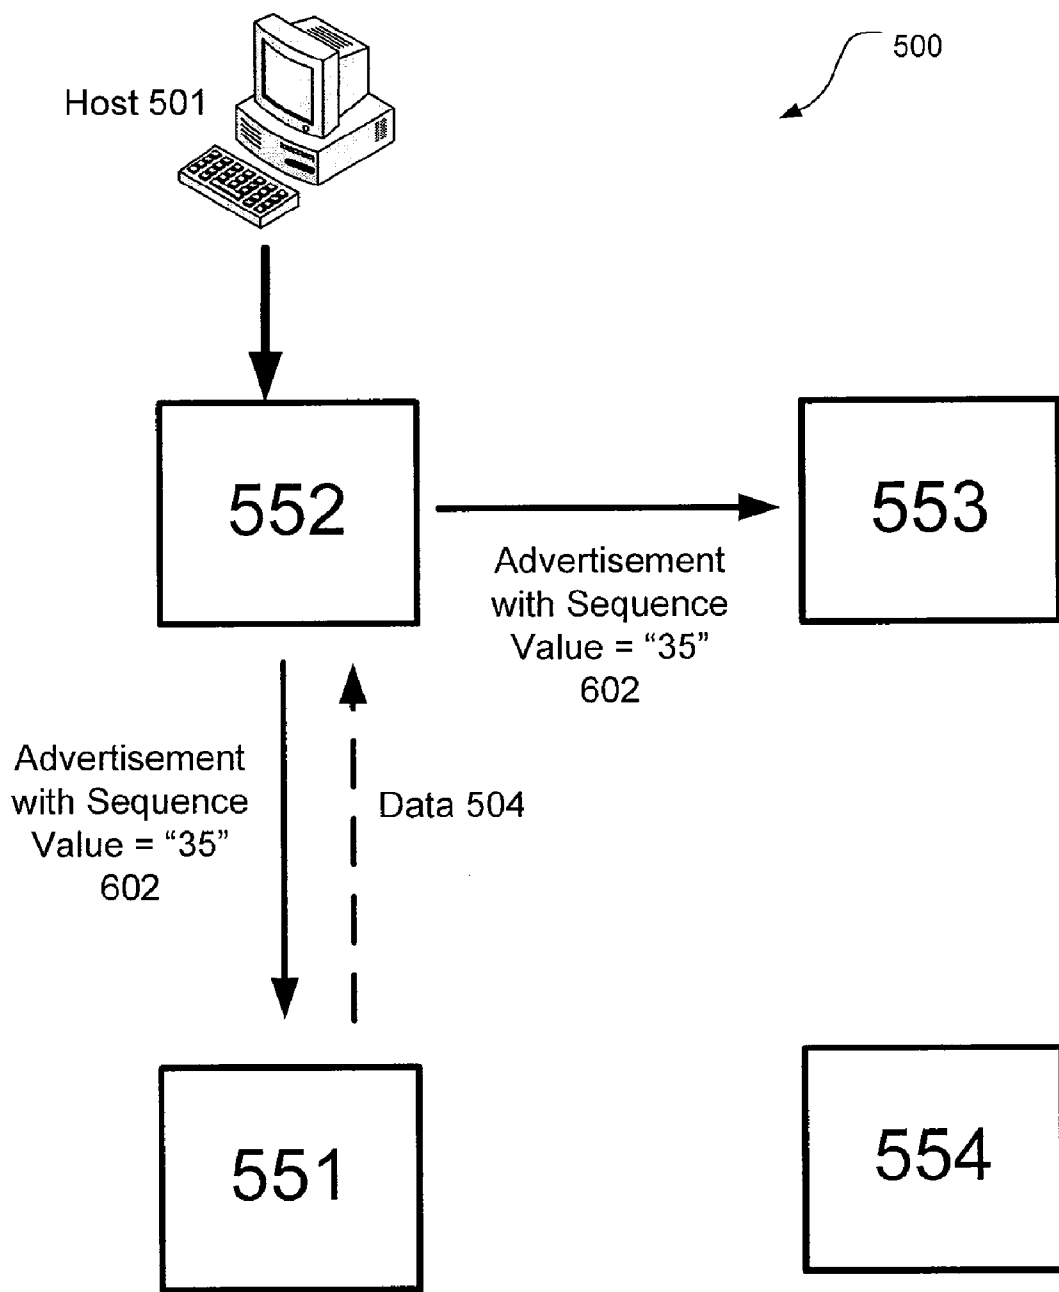 500
Host 501
552
553
Advertisement
with Sequence
Value = “35”
602
Advertisement
with Sequence
Value = “35”
602
Data 504
551
554